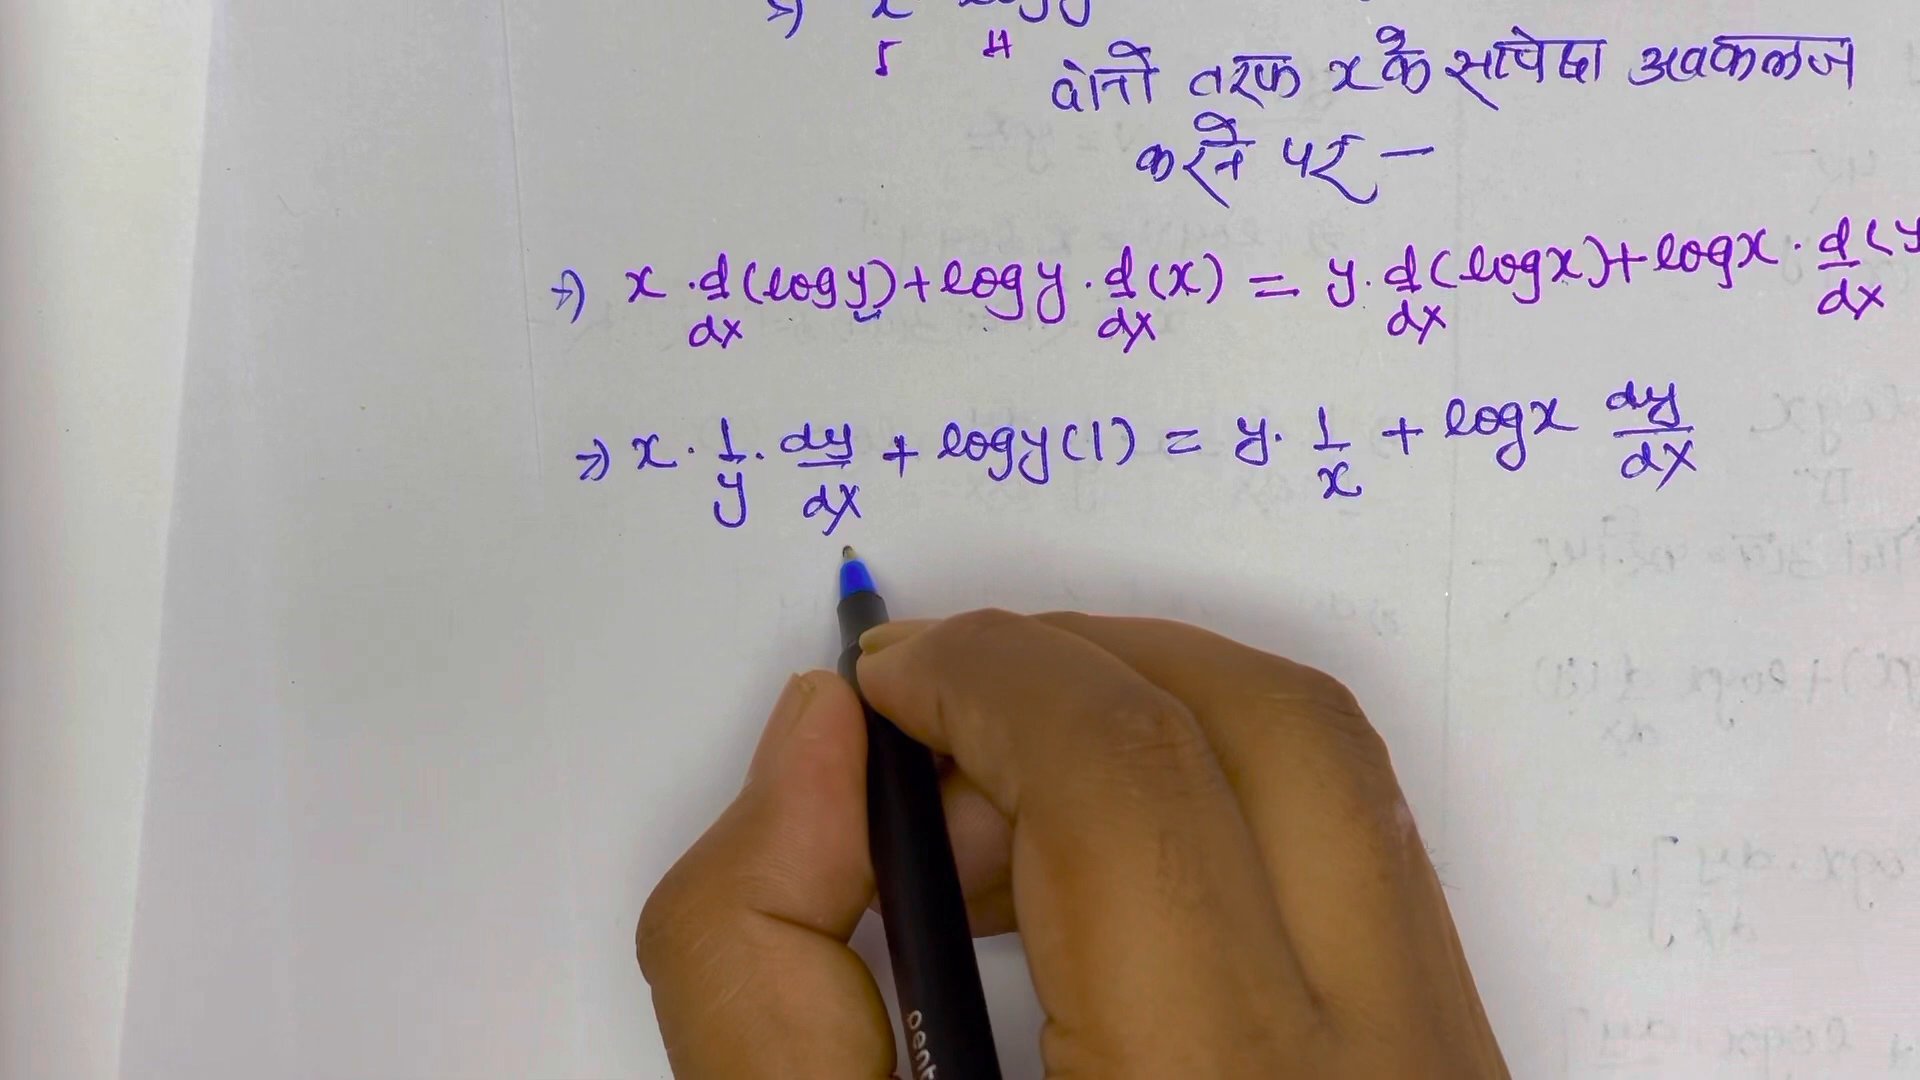 I II
दोनों तरफ x के सापेक्ष अवकलज
करने पर —
⇒ x · d/dx (log y) + log y · d/dx (x) = y · d/dx (log x) + log x · d/dx (y
⇒ x · 1/y · dy/dx + log y (1) = y · 1/x + log x dy/dx